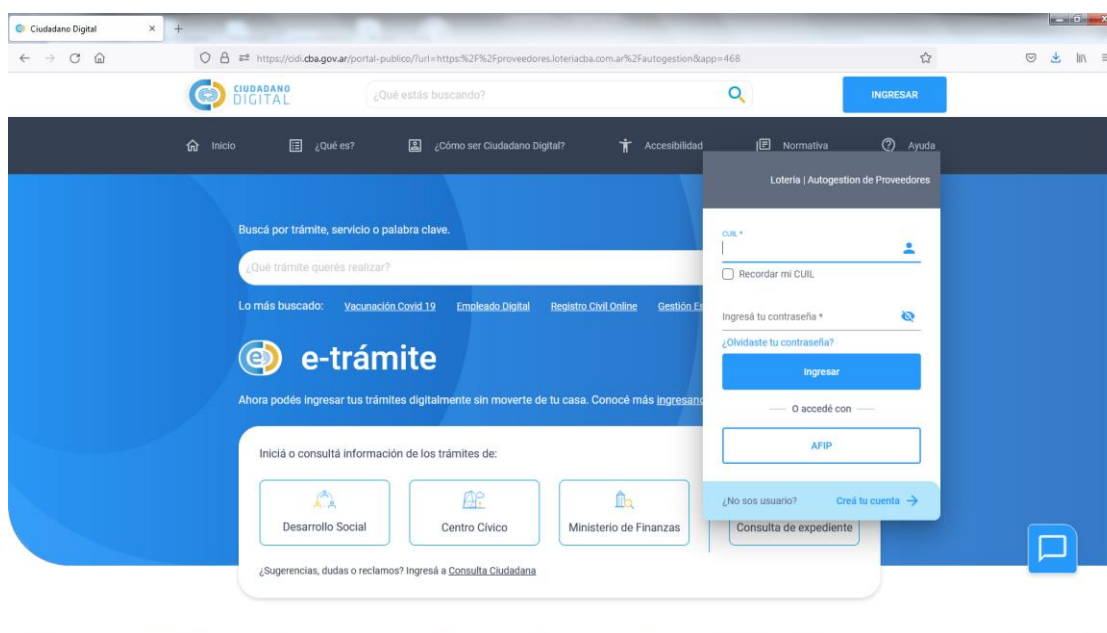 Ciudadano Digital
https://cidi.cba.gov.ar/portal-publico/?url=https:%2F%2Fproveedores.loteriacba.com.ar%2Fautogestion&app=468
CIUDADANO
DIGITAL
¿Qué estás buscando?
INGRESAR
Inicio
¿Qué es?
¿Cómo ser Ciudadano Digital?
Accesibilidad
Normativa
Ayuda
Loteria | Autogestion de Proveedores
Buscá por trámite, servicio o palabra clave.
¿Qué trámite querés realizar?
Lo más buscado: Vacunación Covid 19 Empleado Digital Registro Civil Online Gestión Es
e-trámite
Ahora podés ingresar tus trámites digitalmente sin moverte de tu casa. Conocé más ingresand
Iniciá o consultá información de los trámites de:
Desarrollo Social
Centro Cívico
Ministerio de Finanzas
Consulta de expediente
¿Sugerencias, dudas o reclamos? Ingresá a Consulta Ciudadana
CUIL *
Recordar mi CUIL
Ingresá tu contraseña *
¿Olvidaste tu contraseña?
Ingresar
O accedé con
AFIP
¿No sos usuario? Creá tu cuenta